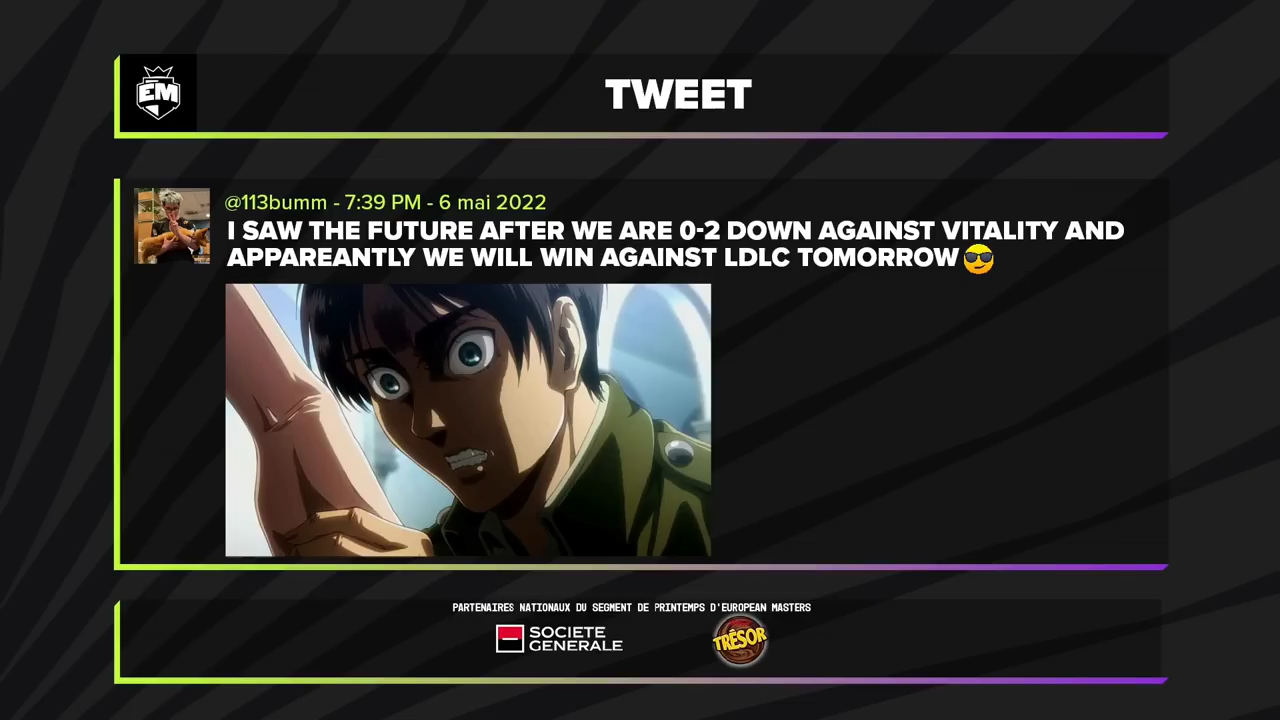 EM
TWEET
@113bumm - 7:39 PM - 6 mai 2022
I SAW THE FUTURE AFTER WE ARE 0-2 DOWN AGAINST VITALITY AND
APPAREANTLY WE WILL WIN AGAINST LDLC TOMORROW 😎
PARTENAIRES NATIONAUX DU SEGMENT DE PRINTEMPS D'EUROPEAN MASTERS
SOCIETE
GENERALE
TRÉSOR